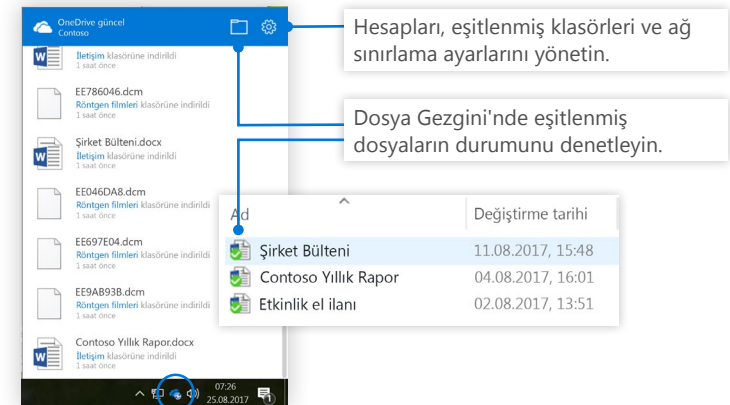 OneDrive güncel
Contoso
İletişim klasörüne indirildi
1 saat önce
EE786046.dcm
Röntgen filmleri klasörüne indirildi
1 saat önce
Şirket Bülteni.docx
İletişim klasörüne indirildi
1 saat önce
EE046DA8.dcm
Röntgen filmleri klasörüne indirildi
1 saat önce
EE697E04.dcm
Röntgen filmleri klasörüne indirildi
1 saat önce
EE9AB93B.dcm
Röntgen filmleri klasörüne indirildi
1 saat önce
Contoso Yıllık Rapor.docx
İletişim klasörüne indirildi
1 saat önce
07:26
25.08.2017
Hesapları, eşitlenmiş klasörleri ve ağ
sınırlama ayarlarını yönetin.
Dosya Gezgini'nde eşitlenmiş
dosyaların durumunu denetleyin.
Ad Değiştirme tarihi
Şirket Bülteni 11.08.2017, 15:48
Contoso Yıllık Rapor 04.08.2017, 16:01
Etkinlik el ilanı 02.08.2017, 13:51